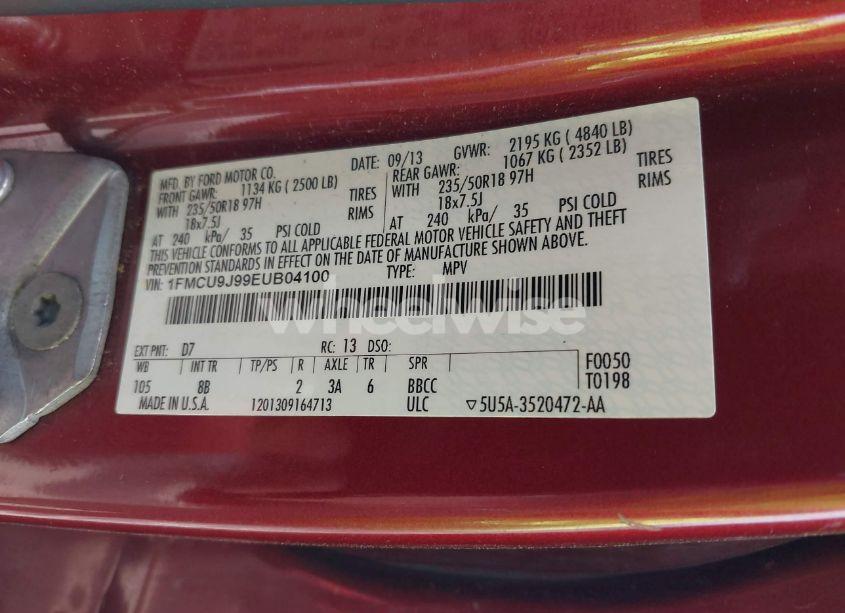 MFD. BY FORD MOTOR CO.
DATE: 09/13 GVWR: 2195 KG ( 4840 LB)
FRONT GAWR: 1134 KG ( 2500 LB)
REAR GAWR: 1067 KG ( 2352 LB)
WITH 235/50R18 97H TIRES
WITH 235/50R18 97H TIRES
18x7.5J RIMS
18x7.5J RIMS
AT 240 kPa/ 35 PSI COLD
AT 240 kPa/ 35 PSI COLD
THIS VEHICLE CONFORMS TO ALL APPLICABLE FEDERAL MOTOR VEHICLE SAFETY AND THEFT
PREVENTION STANDARDS IN EFFECT ON THE DATE OF MANUFACTURE SHOWN ABOVE.
VIN: 1FMCU9J99EUB04100 TYPE: MPV
wheelwise
EXT PNT: D7 RC: 13 DSO:
WB INT TR TP/PS R AXLE TR SPR F0050
105 8B 2 3A 6 BBCC T0198
MADE IN U.S.A. 1201309164713 ULC ▽5U5A-3520472-AA